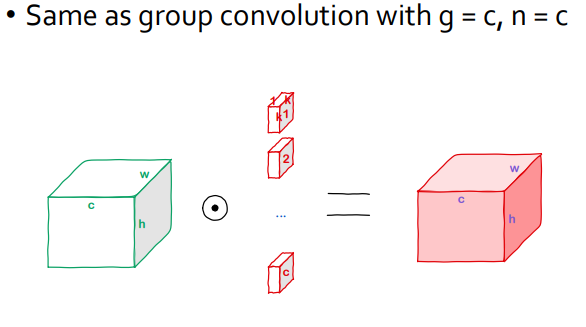 • Same as group convolution with g = c, n = c
1 k
k 1
w
c
h
2
...
c
w
c
h